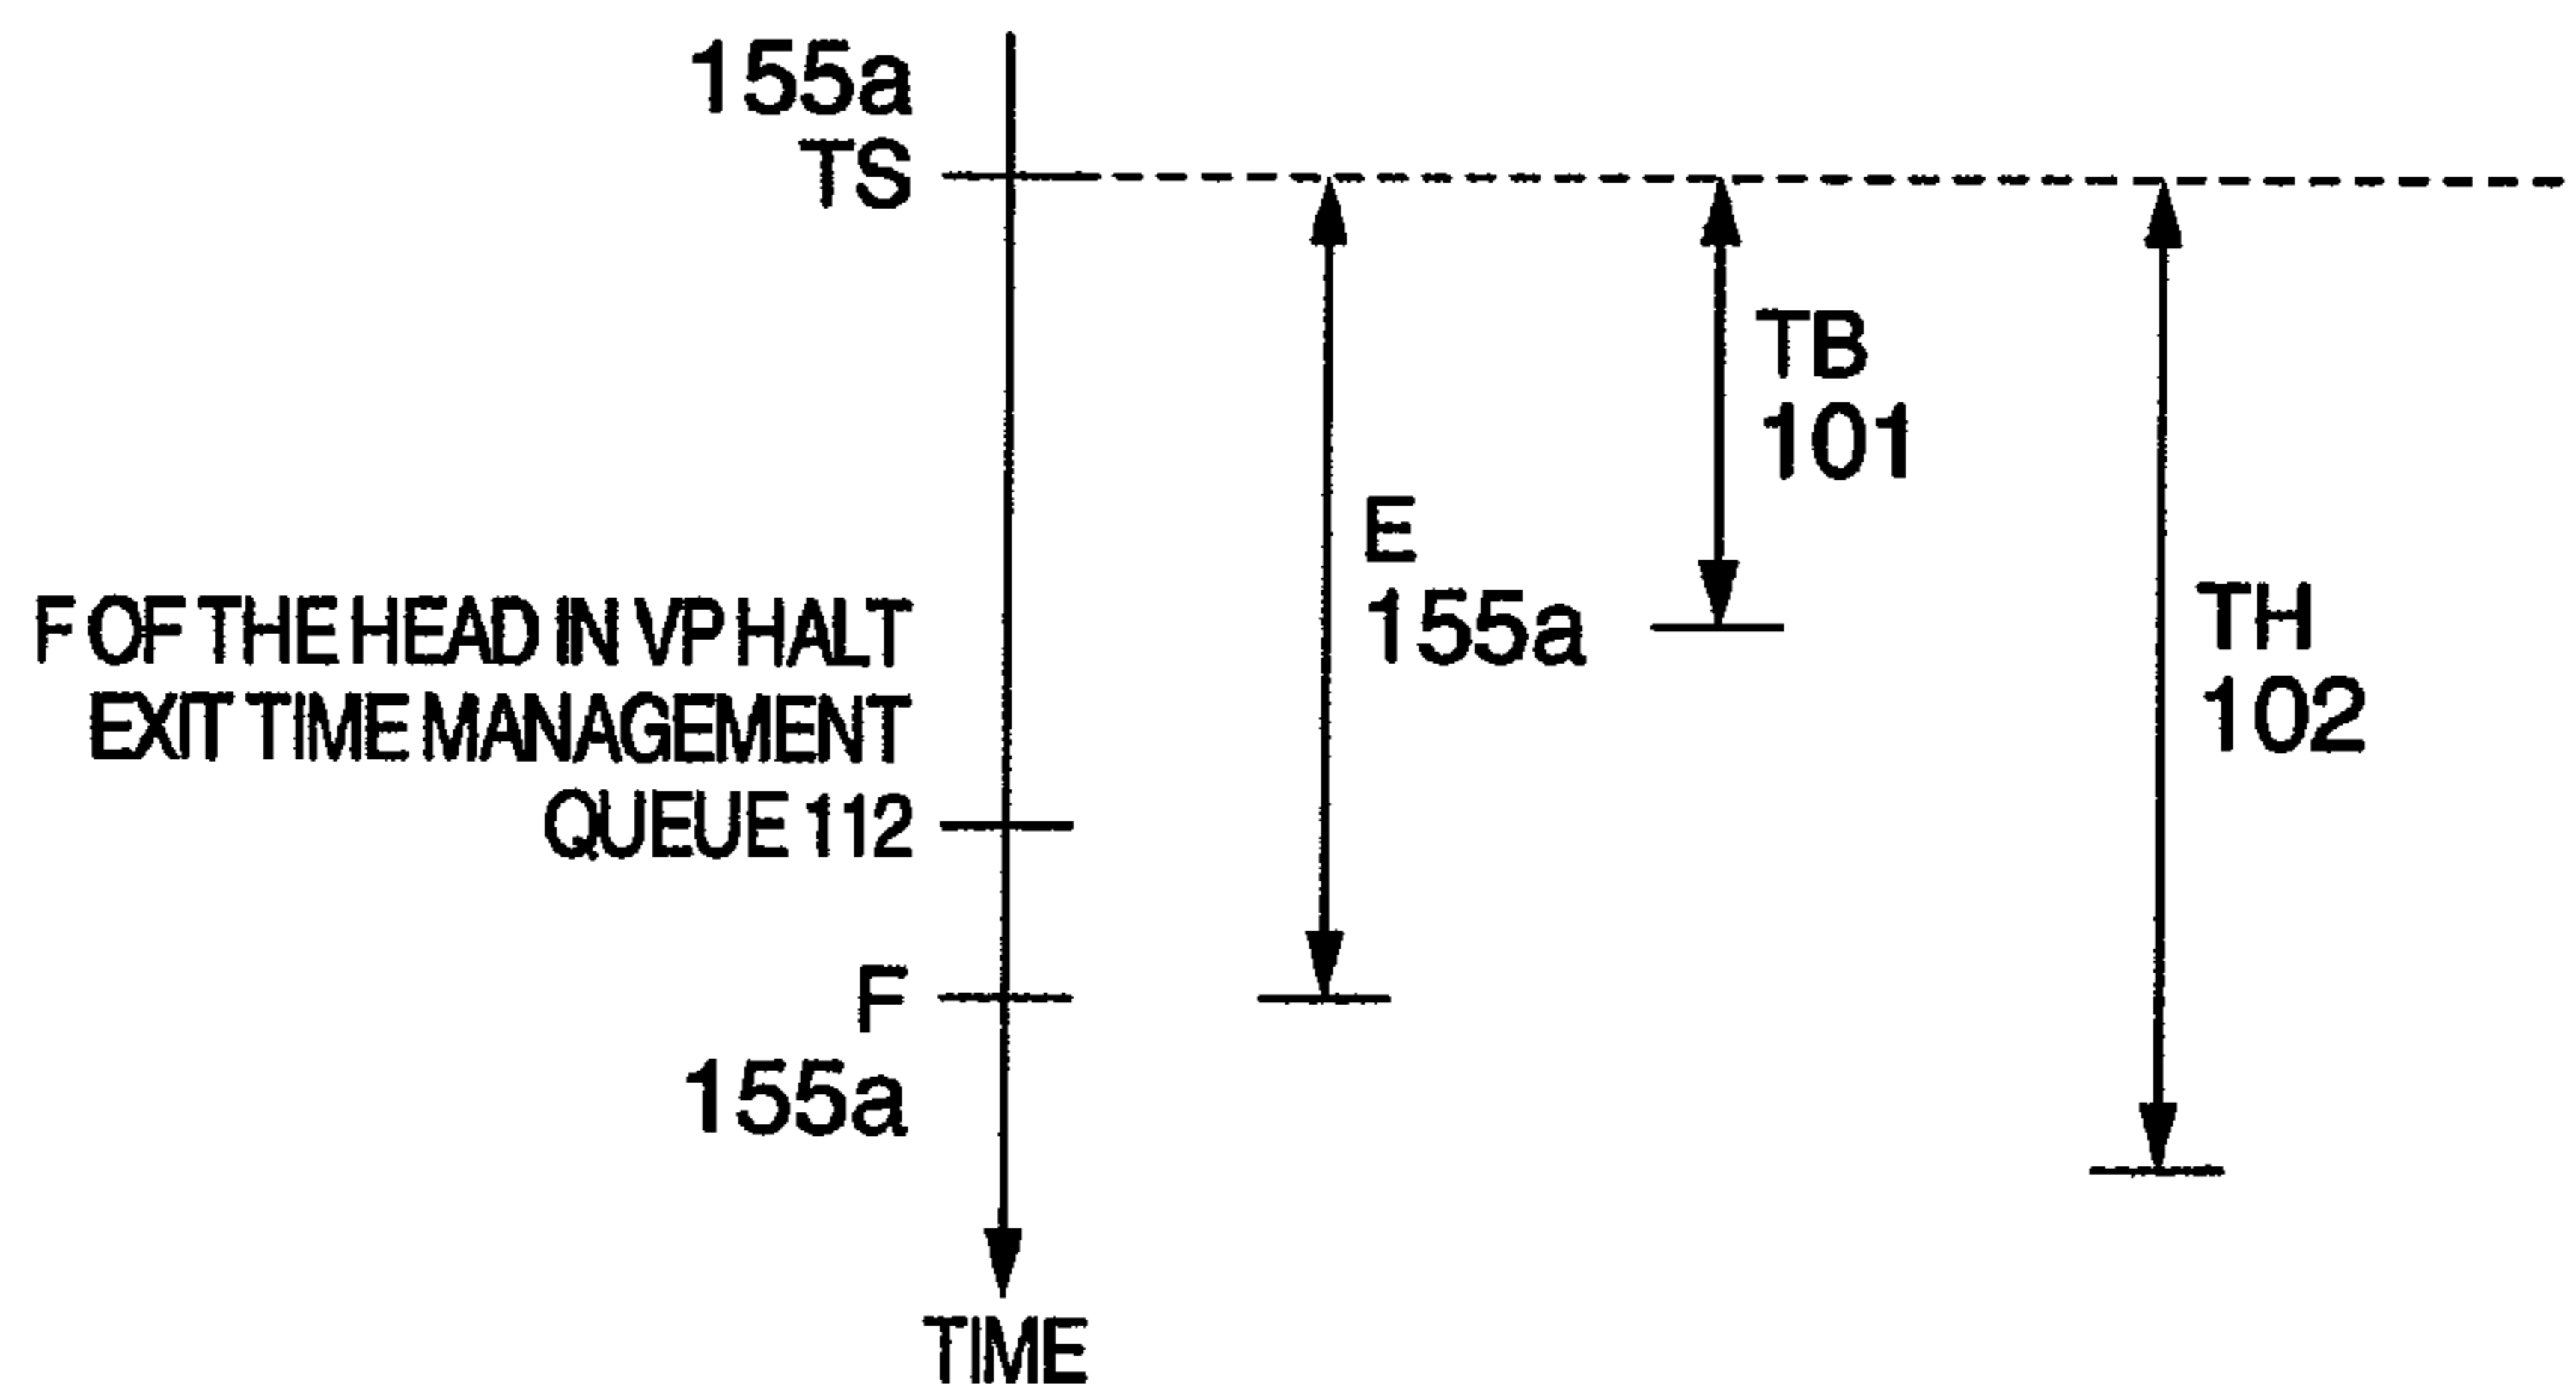 155a
TS
TB
101
E
155a
F OF THE HEAD IN VP HALT
EXIT TIME MANAGEMENT
QUEUE 112
TH
102
F
155a
TIME